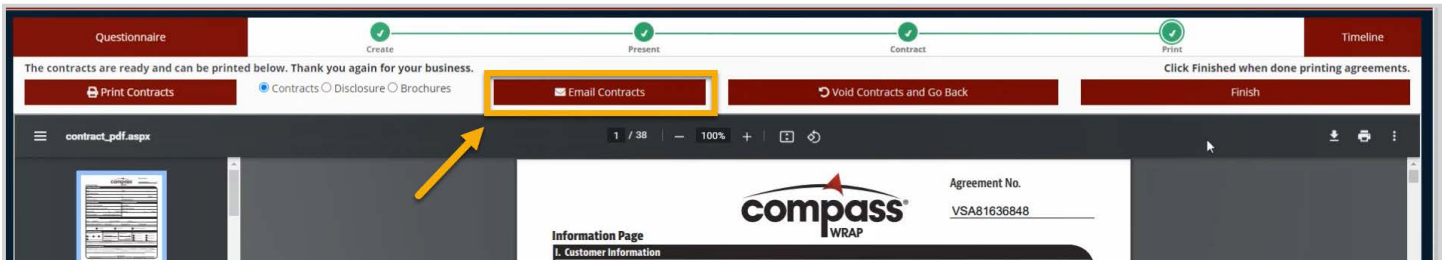 Questionnaire
Create
Present
Contract
Print
Timeline
The contracts are ready and can be printed below. Thank you again for your business.
Click Finished when done printing agreements.
Print Contracts
Contracts Disclosure Brochures
Email Contracts
Void Contracts and Go Back
Finish
contract_pdf.aspx
1 / 38
100%
compass®
WRAP
Agreement No.
VSA81636848
Information Page
I. Customer Information